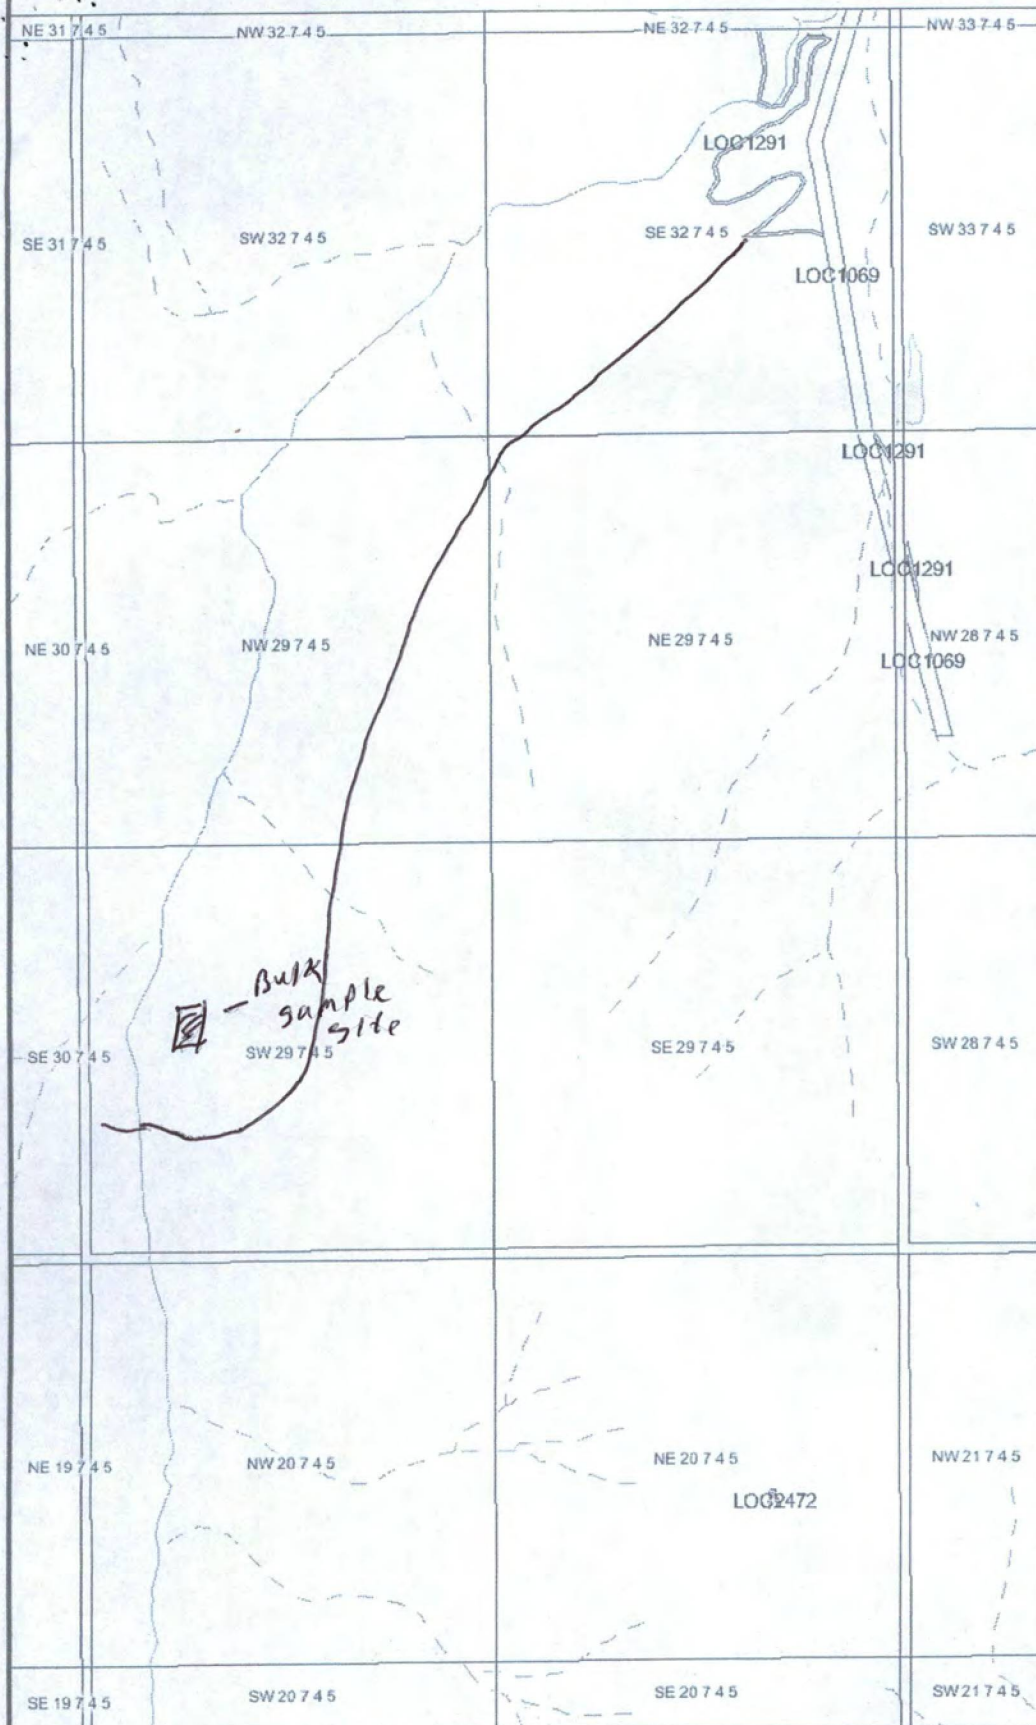 NE 31 7 4 5 NW 32 7 4 5 NE 32 7 4 5 NW 33 7 4 5
LOC1291
SE 31 7 4 5 SW 32 7 4 5 SE 32 7 4 5 SW 33 7 4 5
LOC1069
LOC1291
LOC1291
NE 30 7 4 5 NW 29 7 4 5 NE 29 7 4 5 NW 28 7 4 5
LOC1069
Bulk
sample
site
SE 30 7 4 5 SW 29 7 4 5 SE 29 7 4 5 SW 28 7 4 5
NE 19 7 4 5 NW 20 7 4 5 NE 20 7 4 5 NW 21 7 4 5
LOC2472
SE 19 7 4 5 SW 20 7 4 5 SE 20 7 4 5 SW 21 7 4 5